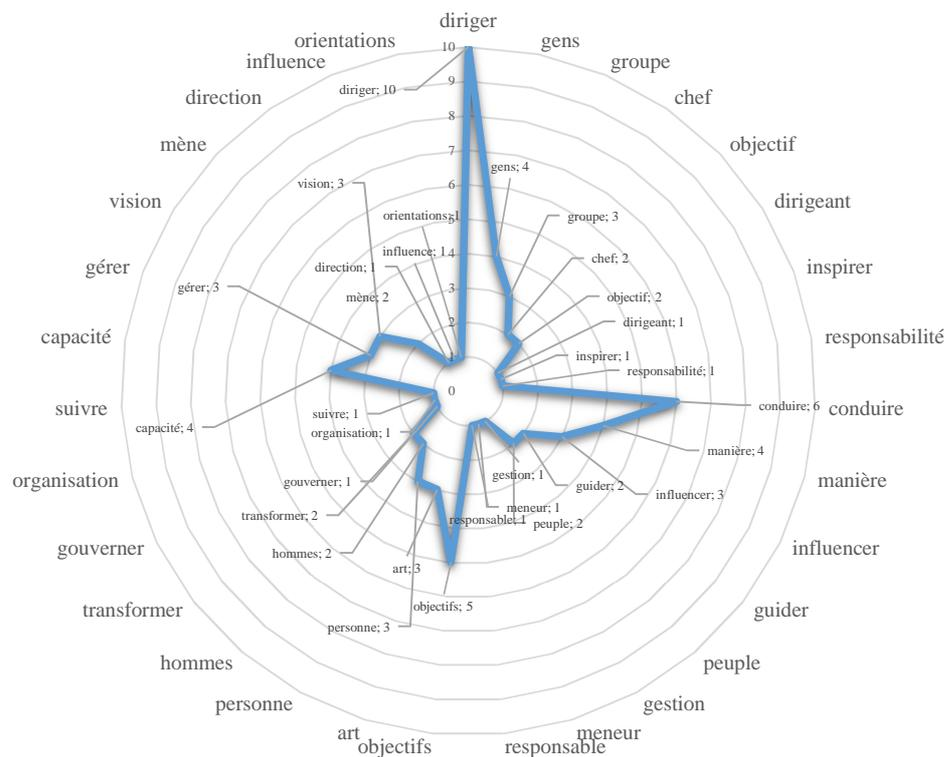 diriger
gens
groupe
chef
objectif
dirigeant
inspirer
responsabilité
conduire
manière
influencer
guider
peuple
gestion
meneur
responsable
objectifs
art
personne
hommes
transformer
gouverner
organisation
suivre
capacité
gérer
vision
mène
direction
influence
orientations
10
9
8
7
6
5
4
3
2
1
0
diriger; 10
gens; 4
groupe; 3
chef; 2
objectif; 2
dirigeant; 1
inspirer; 1
responsabilité; 1
conduire; 6
manière; 4
influencer; 3
guider; 2
peuple; 2
gestion; 1
meneur; 1
responsable; 1
objectifs; 5
art; 3
personne; 3
hommes; 2
transformer; 2
gouverner; 1
organisation; 1
suivre; 1
capacité; 4
gérer; 3
vision; 3
mène; 2
direction; 1
influence; 1
orientations; 1